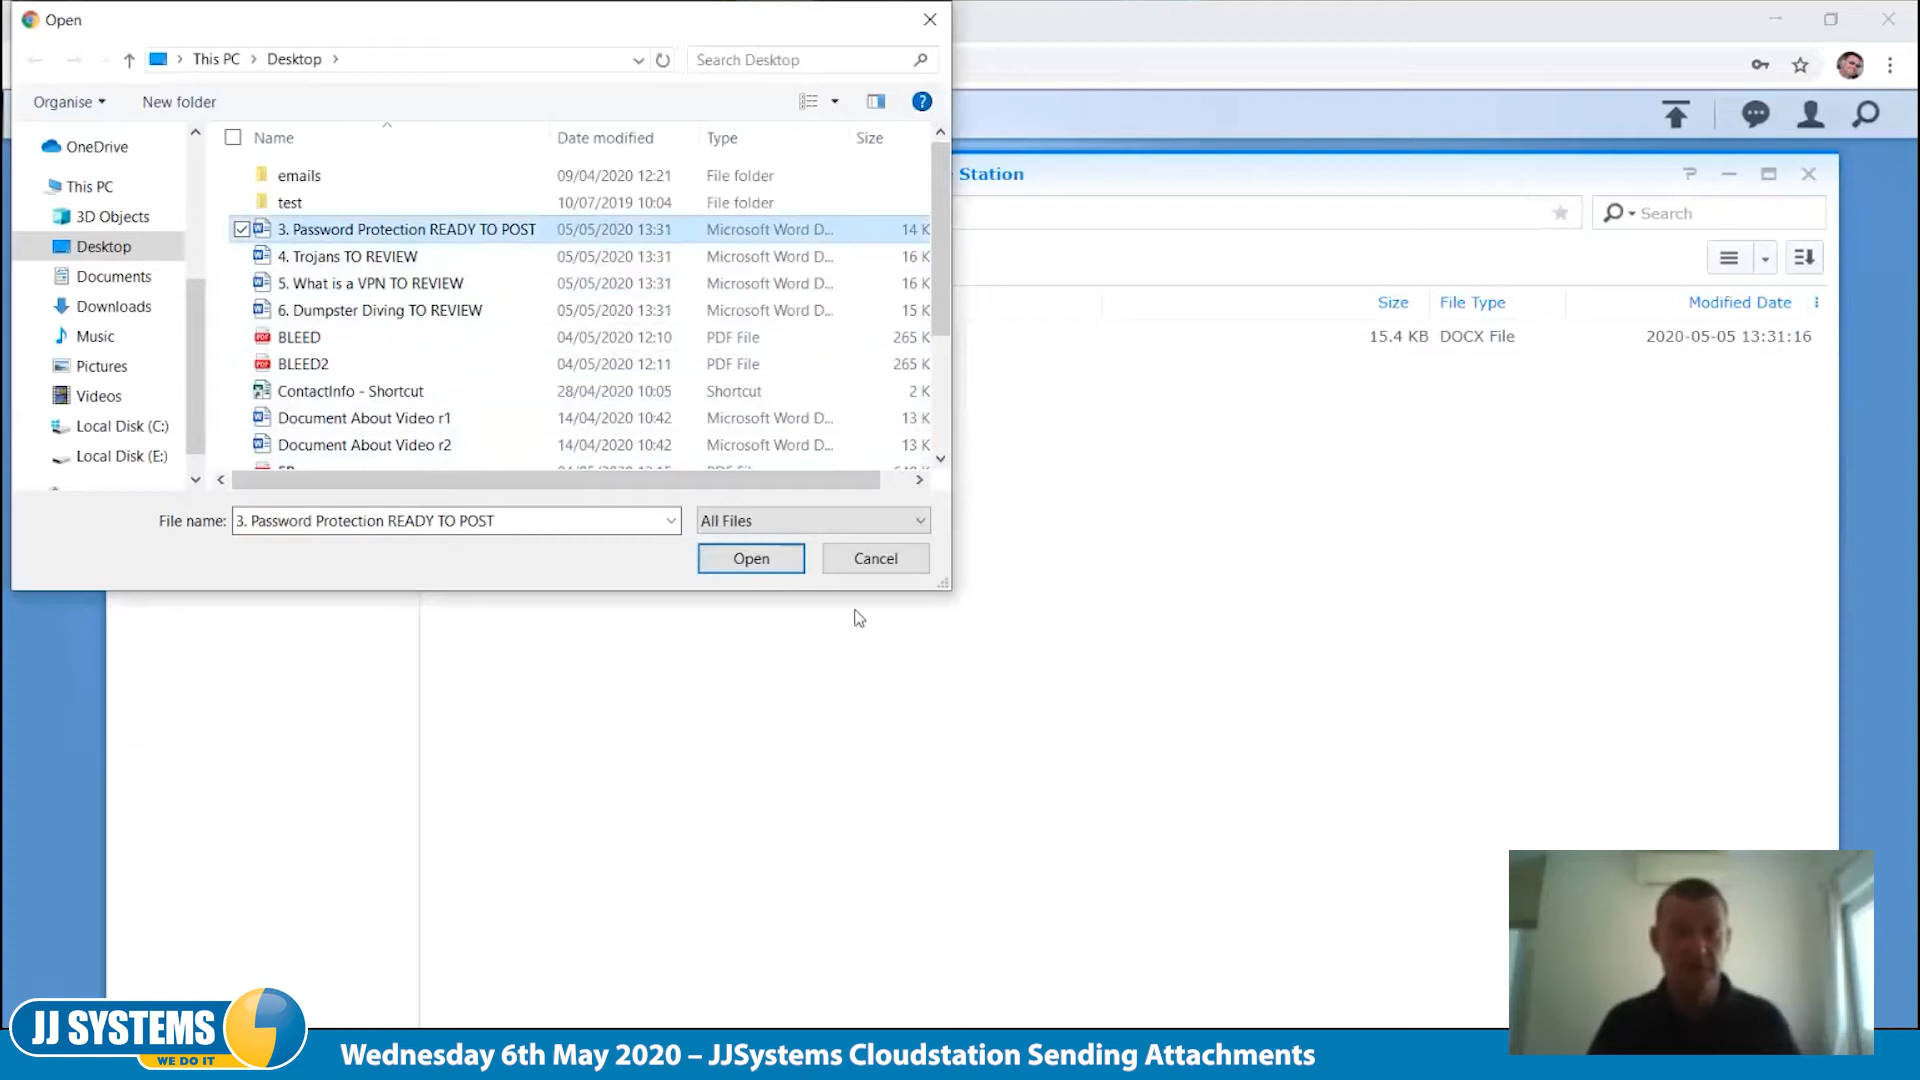 Open
This PC
Desktop
Search Desktop
Organise
New folder
?
OneDrive
This PC
3D Objects
Desktop
Documents
Downloads
Music
Pictures
Videos
Local Disk (C:)
Local Disk (E:)
Name Date modified Type Size
emails 09/04/2020 12:21 File folder
test 10/07/2019 10:04 File folder
3. Password Protection READY TO POST 05/05/2020 13:31 Microsoft Word D... 14 K
4. Trojans TO REVIEW 05/05/2020 13:31 Microsoft Word D... 16 K
5. What is a VPN TO REVIEW 05/05/2020 13:31 Microsoft Word D... 16 K
6. Dumpster Diving TO REVIEW 05/05/2020 13:31 Microsoft Word D... 15 K
BLEED 04/05/2020 12:10 PDF File 265 K
BLEED2 04/05/2020 12:11 PDF File 265 K
ContactInfo - Shortcut 28/04/2020 10:05 Shortcut 2 K
Document About Video r1 14/04/2020 10:42 Microsoft Word D... 13 K
Document About Video r2 14/04/2020 10:42 Microsoft Word D... 13 K
File name: 3. Password Protection READY TO POST All Files
Open Cancel
Station
?
Search
Size File Type Modified Date
15.4 KB DOCX File 2020-05-05 13:31:16
JJ SYSTEMS
WE DO IT
Wednesday 6th May 2020 – JJSystems Cloudstation Sending Attachments